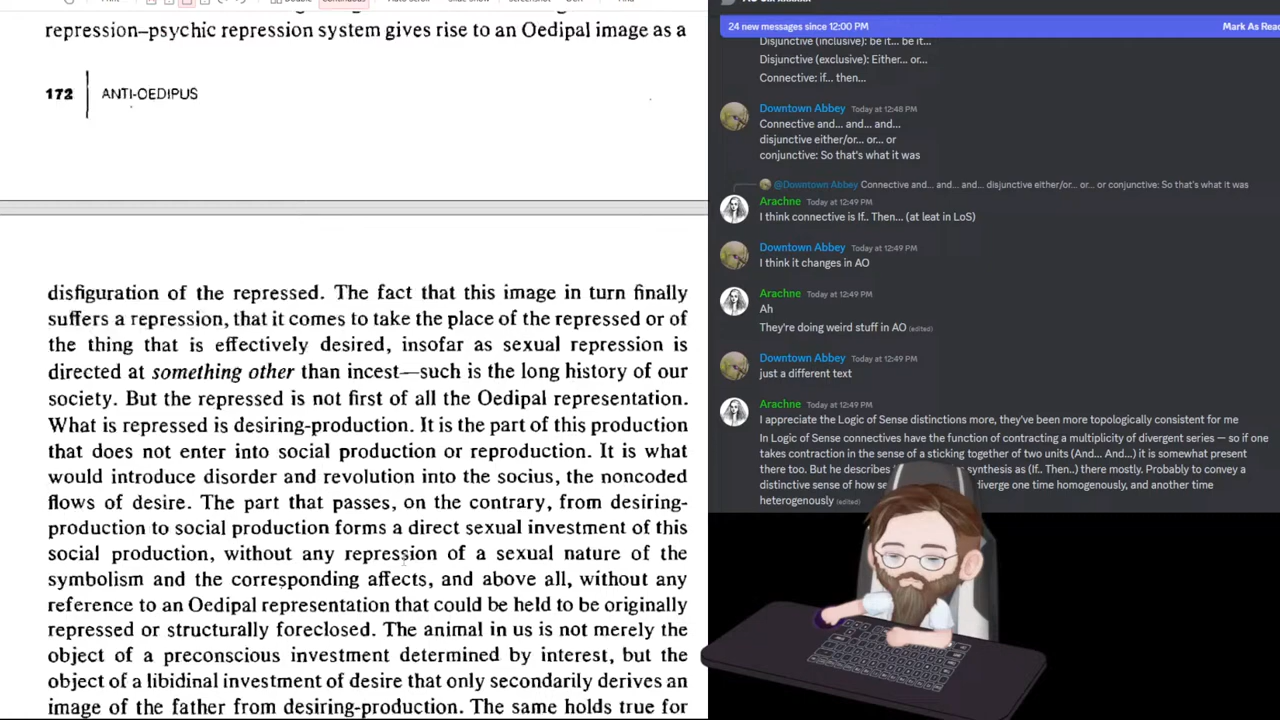 repression–psychic repression system gives rise to an Oedipal image as a
172
ANTI-OEDIPUS
disfiguration of the repressed. The fact that this image in turn finally
suffers a repression, that it comes to take the place of the repressed or of
the thing that is effectively desired, insofar as sexual repression is
directed at something other than incest—such is the long history of our
society. But the repressed is not first of all the Oedipal representation.
What is repressed is desiring-production. It is the part of this production
that does not enter into social production or reproduction. It is what
would introduce disorder and revolution into the socius, the noncoded
flows of desire. The part that passes, on the contrary, from desiring-
production to social production forms a direct sexual investment of this
social production, without any repression of a sexual nature of the
symbolism and the corresponding affects, and above all, without any
reference to an Oedipal representation that could be held to be originally
repressed or structurally foreclosed. The animal in us is not merely the
object of a preconscious investment determined by interest, but the
object of a libidinal investment of desire that only secondarily derives an
image of the father from desiring-production. The same holds true for
24 new messages since 12:00 PM
Mark As Read
Disjunctive (inclusive): be it... be it...
Disjunctive (exclusive): Either... or...
Connective: if... then...
Downtown Abbey Today at 12:48 PM
Connective and... and... and...
disjunctive either/or... or... or
conjunctive: So that's what it was
@Downtown Abbey Connective and... and... and... disjunctive either/or... or... or conjunctive: So that's what it was
Arachne Today at 12:49 PM
I think connective is If.. Then... (at leat in LoS)
Downtown Abbey Today at 12:49 PM
I think it changes in AO
Arachne Today at 12:49 PM
Ah
They're doing weird stuff in AO (edited)
Downtown Abbey Today at 12:49 PM
just a different text
Arachne Today at 12:49 PM
I appreciate the Logic of Sense distinctions more, they've been more topologically consistent for me
In Logic of Sense connectives have the function of contracting a multiplicity of divergent series — so if one
takes contraction in the sense of a sticking together of two units (And... And...) it is somewhat present
there too. But he describes synthesis as (If.. Then..) there mostly. Probably to convey a
distinctive sense of how se diverge one time homogenously, and another time
heterogenously (edited)